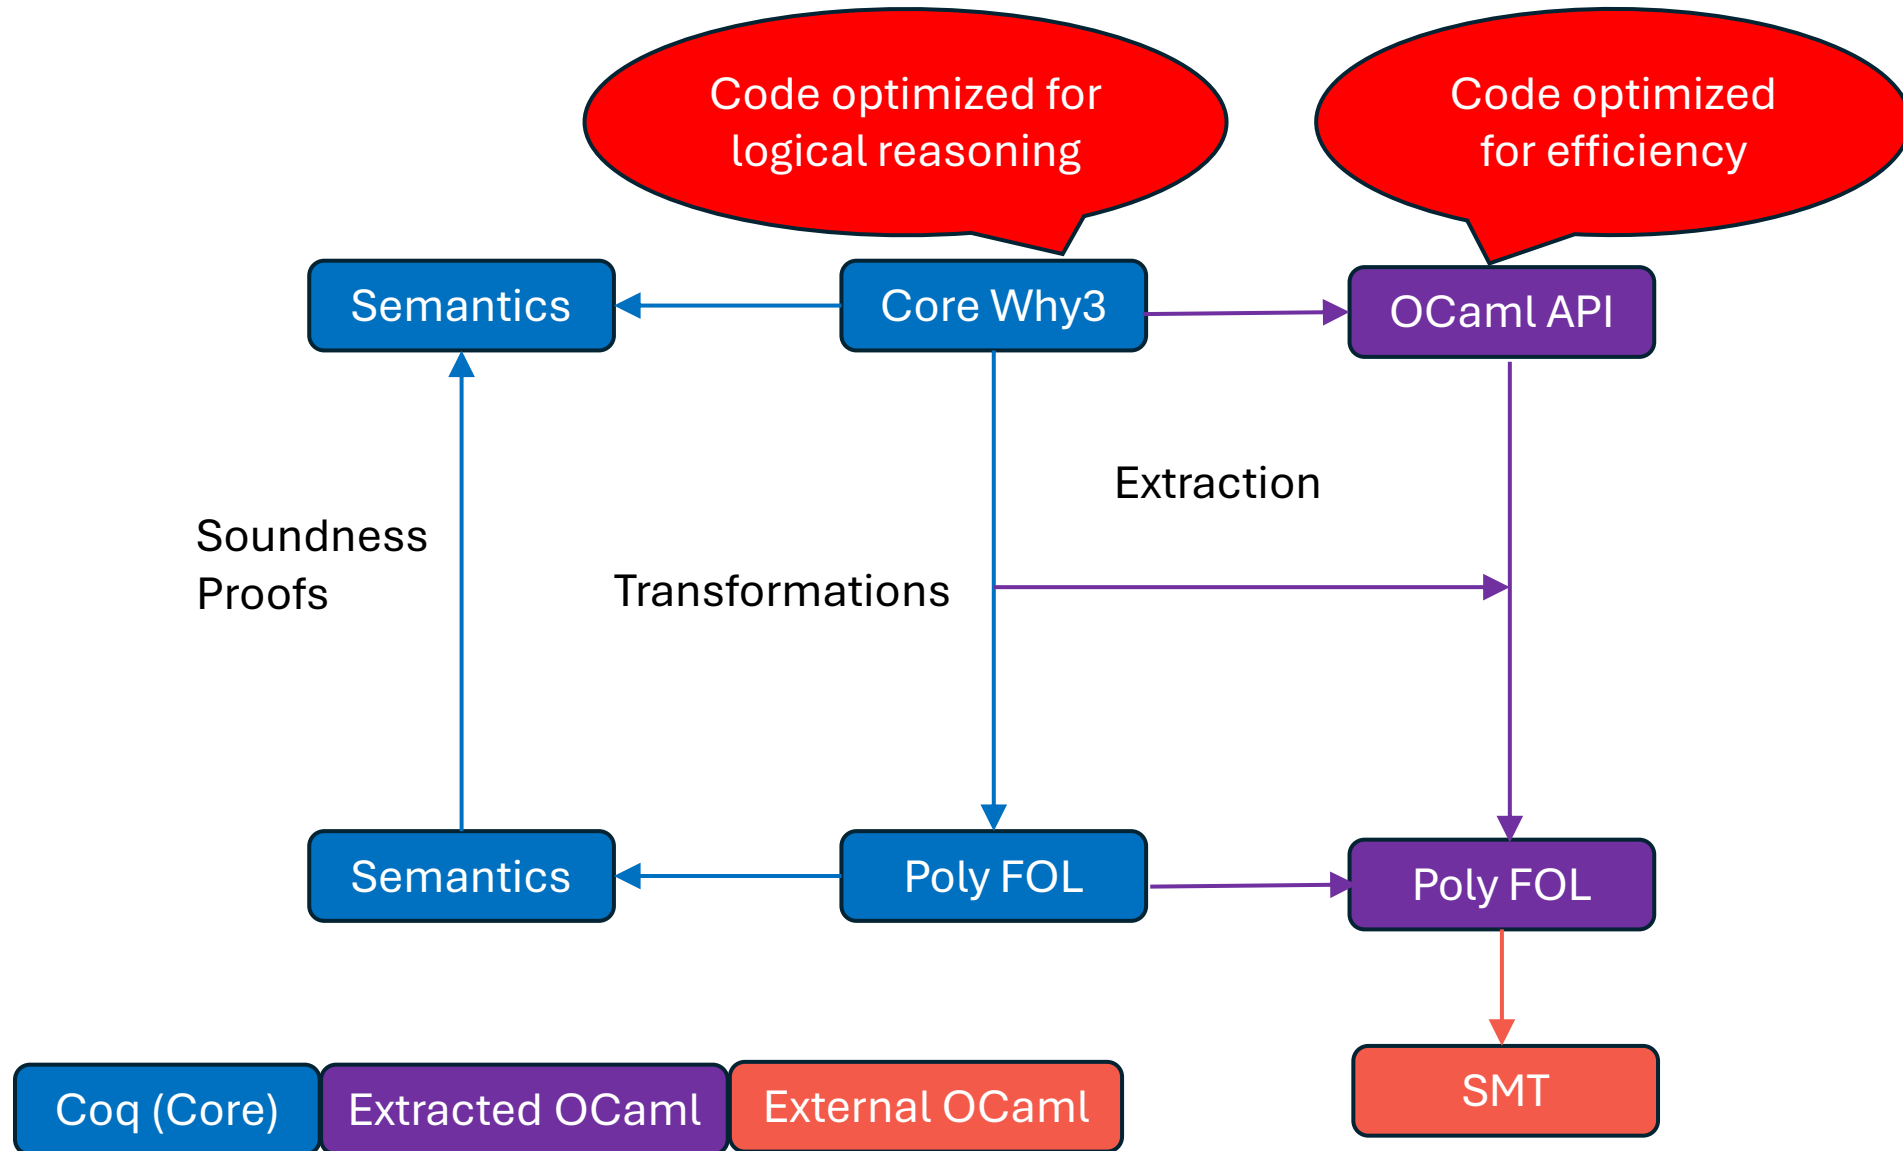 Code optimized for
logical reasoning
Code optimized
for efficiency
Semantics
Core Why3
OCaml API
Extraction
Soundness
Proofs
Transformations
Semantics
Poly FOL
Poly FOL
SMT
Coq (Core)
Extracted OCaml
External OCaml